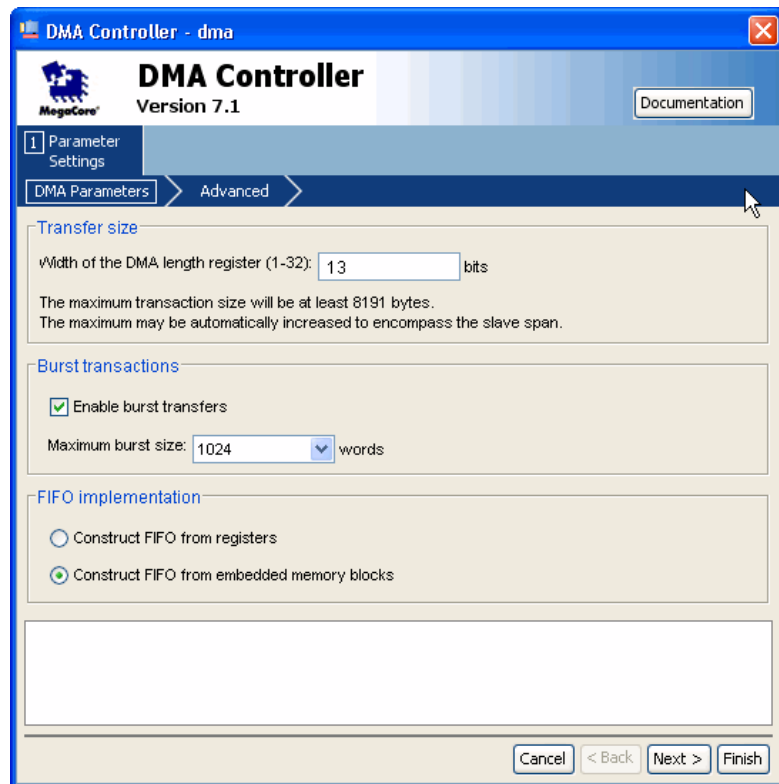 DMA Controller - dma
MegaCore®
DMA Controller
Version 7.1
Documentation
1 Parameter
Settings
DMA Parameters
Advanced
Transfer size
Width of the DMA length register (1-32): 13 bits
The maximum transaction size will be at least 8191 bytes.
The maximum may be automatically increased to encompass the slave span.
Burst transactions
Enable burst transfers
Maximum burst size: 1024 words
FIFO implementation
Construct FIFO from registers
Construct FIFO from embedded memory blocks
Cancel < Back Next > Finish